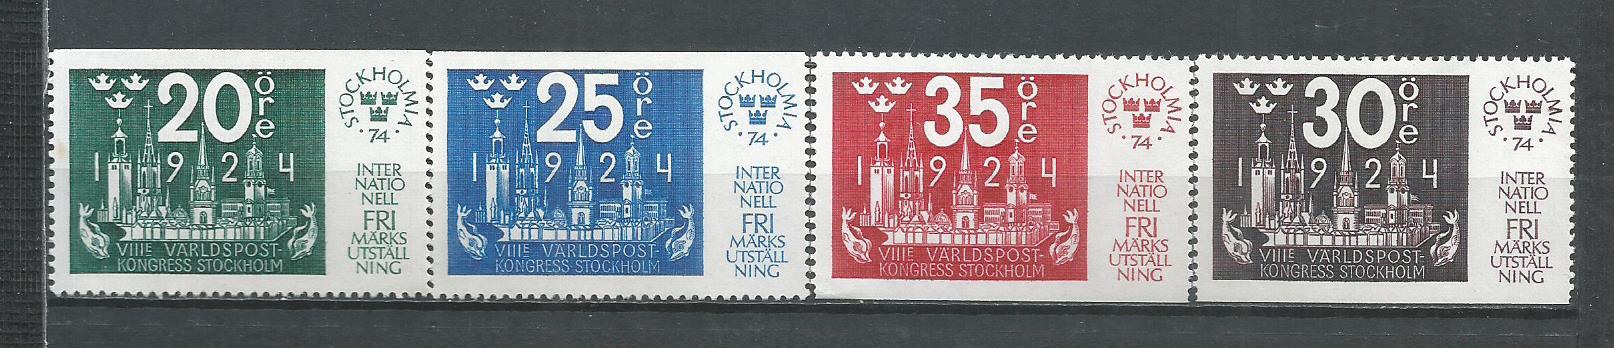 20 öre
1924
VIIIE VÄRLDSPOST-
KONGRESS STOCKHOLM
STOCKHOLMIA
· 74 ·
INTER
NATIO
NELL
FRI
MÄRKS
UTSTÄLL
NING
25 öre
1924
VIIIE VÄRLDSPOST-
KONGRESS STOCKHOLM
STOCKHOLMIA
· 74 ·
INTER
NATIO
NELL
FRI
MÄRKS
UTSTÄLL
NING
35 öre
1924
VIIIE VÄRLDSPOST-
KONGRESS STOCKHOLM
STOCKHOLMIA
· 74 ·
INTER
NATIO
NELL
FRI
MÄRKS
UTSTÄLL
NING
30 öre
1924
VIIIE VÄRLDSPOST-
KONGRESS STOCKHOLM
STOCKHOLMIA
· 74 ·
INTER
NATIO
NELL
FRI
MÄRKS
UTSTÄLL
NING